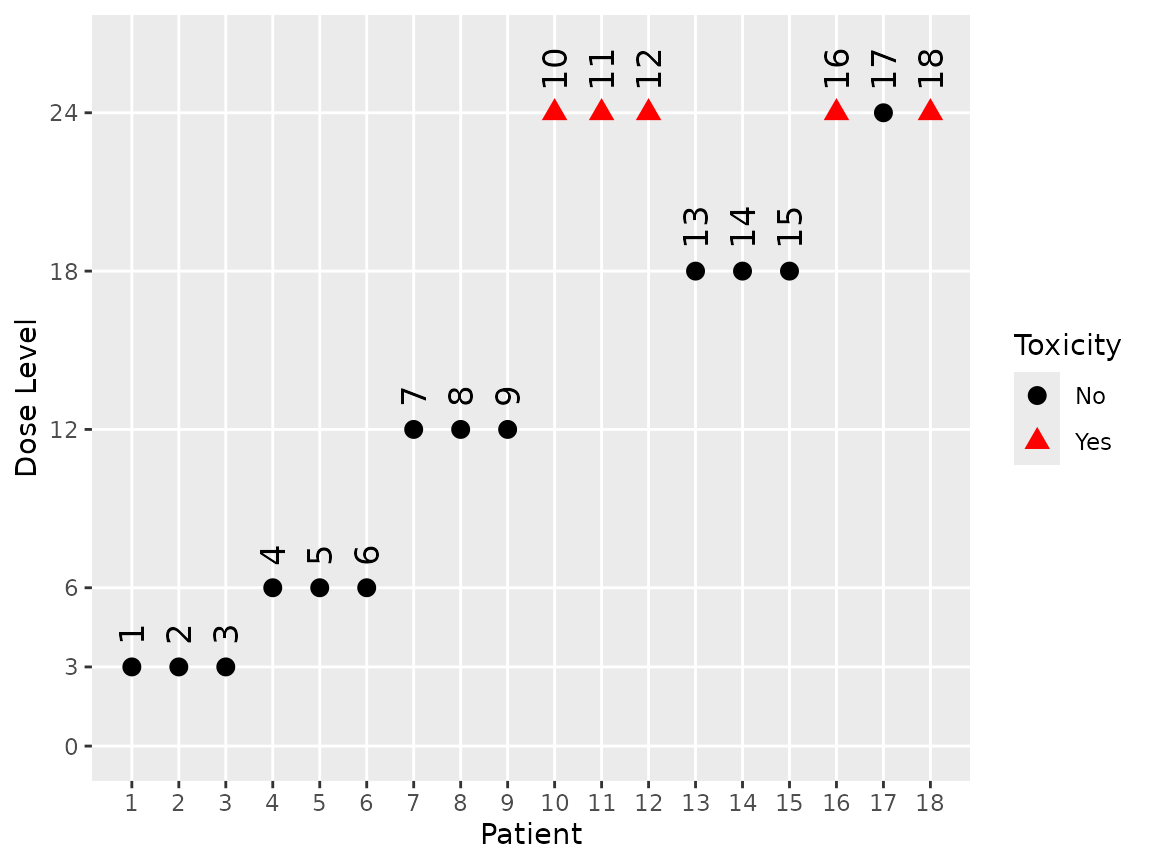 10 11 12 16 17 18
24
13 14 15
18
7 8 9
12
4 5 6
6
1 2 3
3
0
Dose Level
1 2 3 4 5 6 7 8 9 10 11 12 13 14 15 16 17 18
Patient
Toxicity
No
Yes